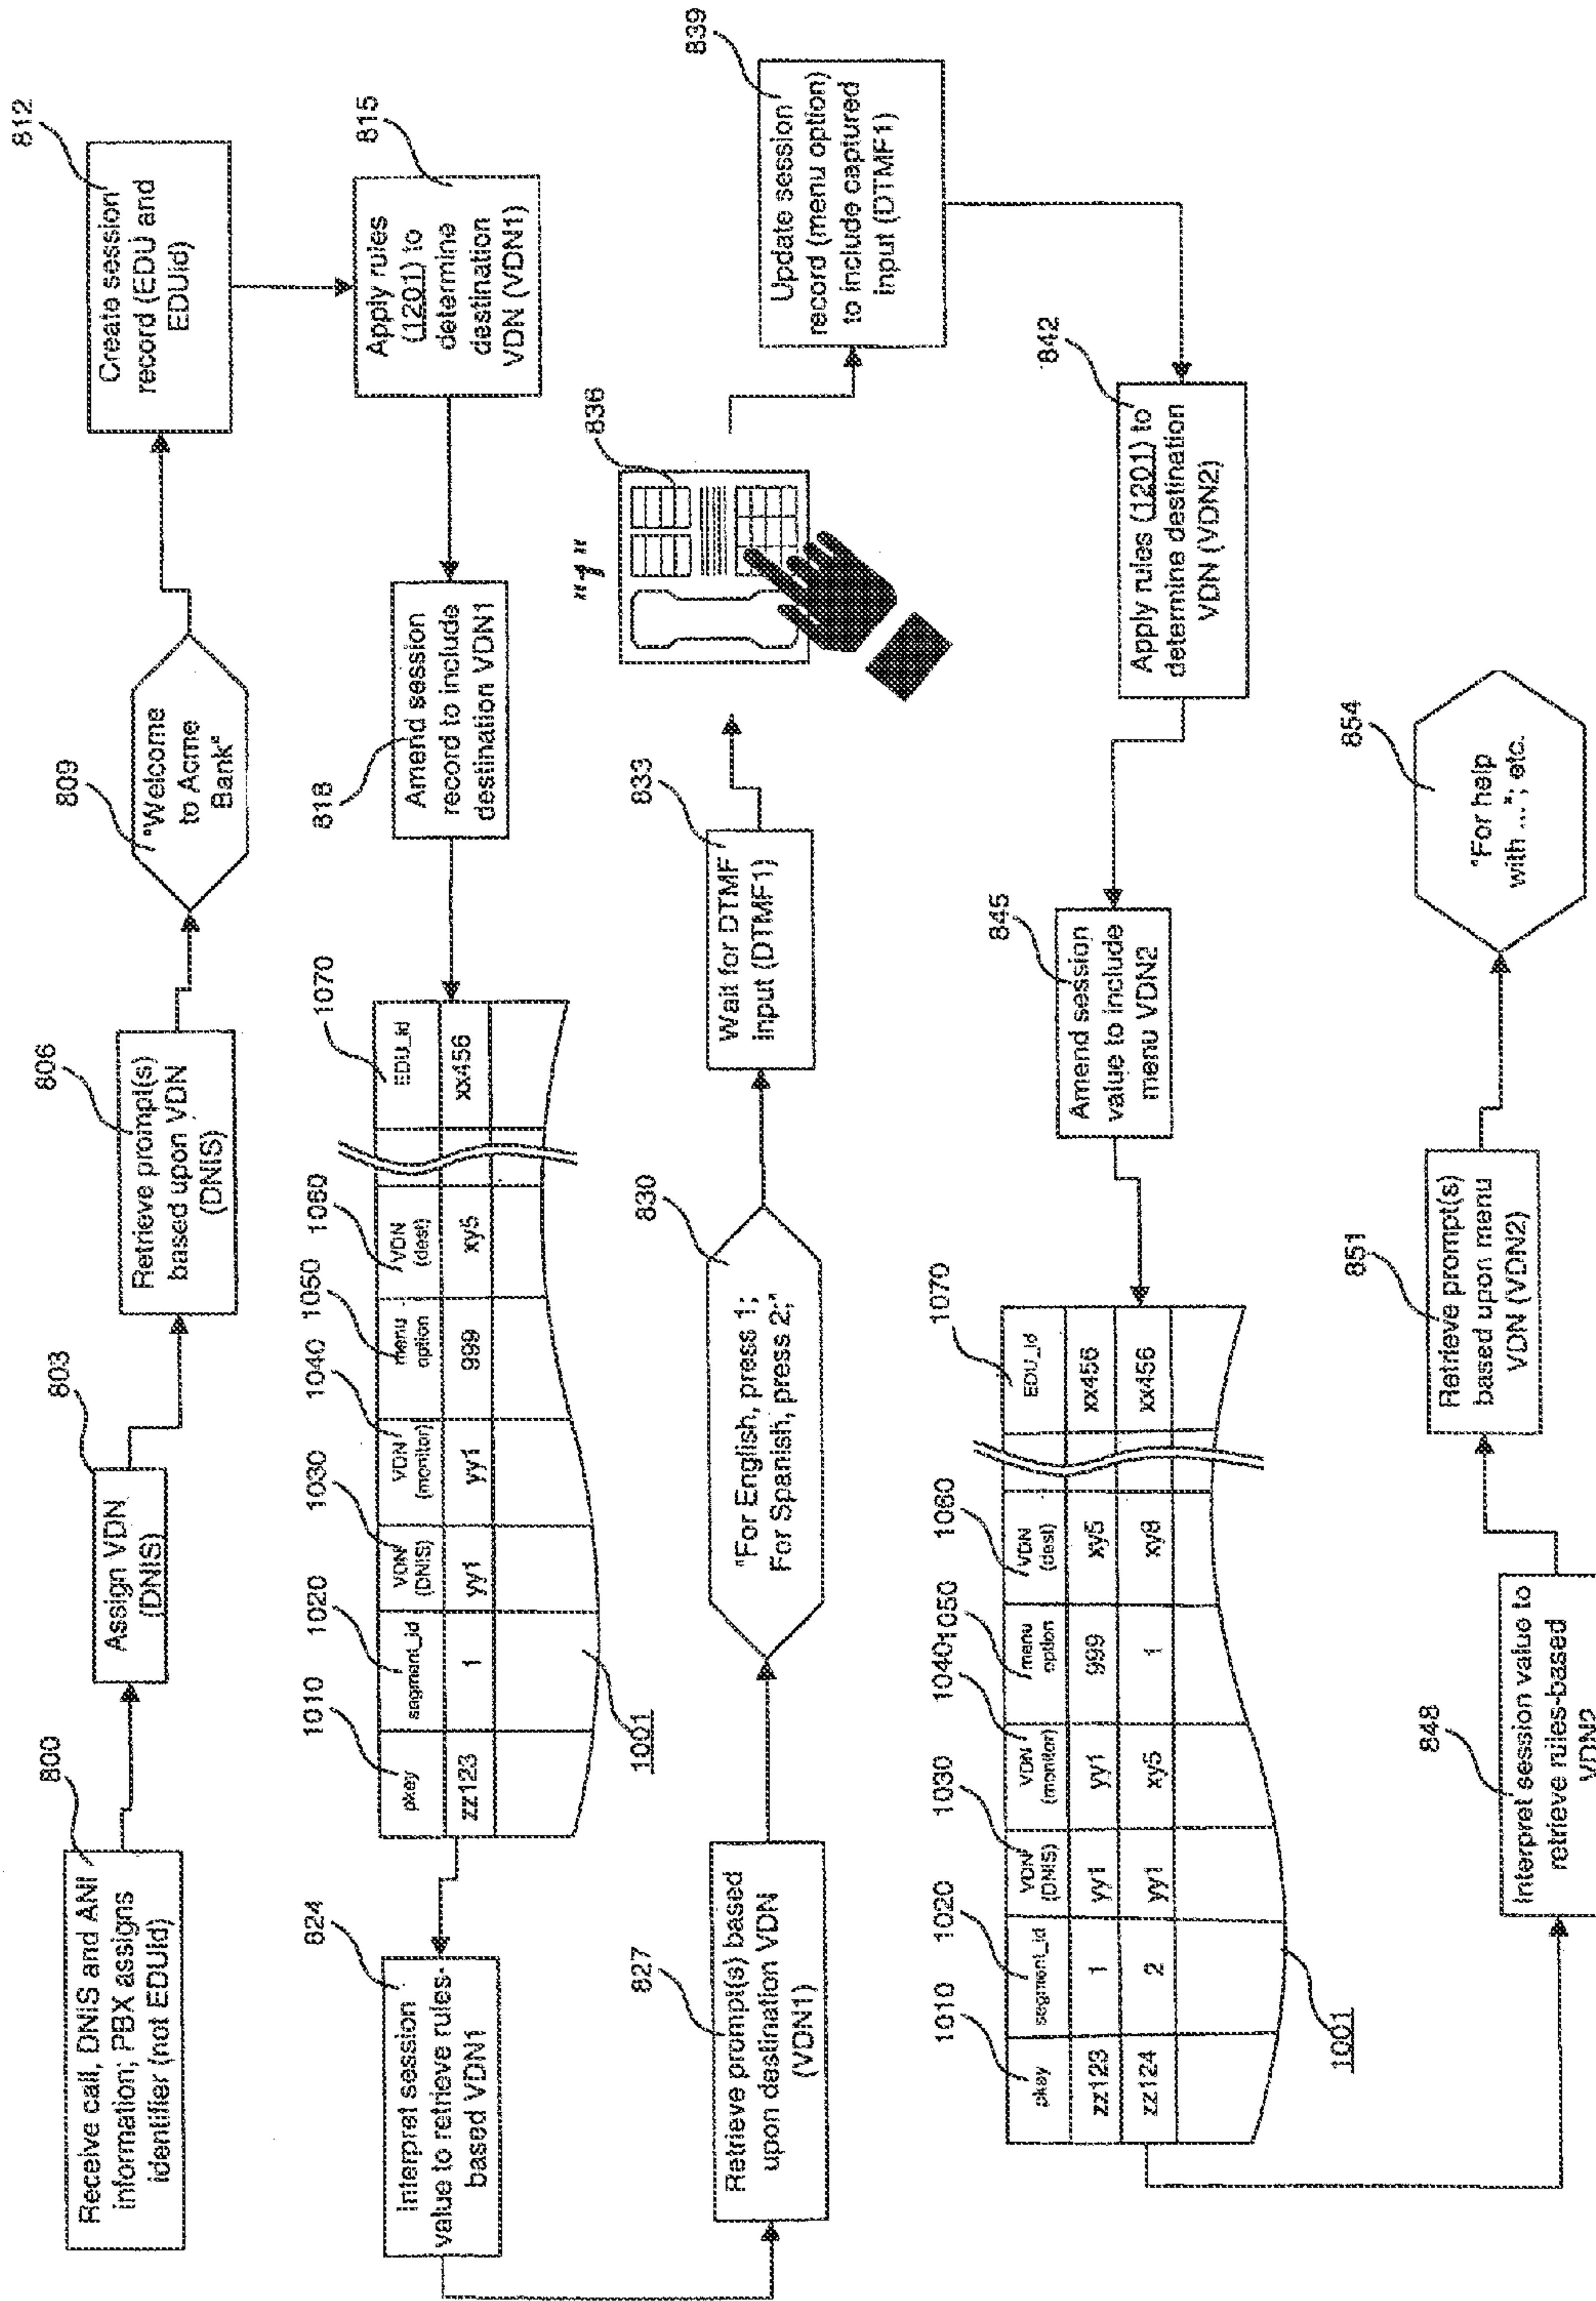 800
Receive call, DNIS and ANI
information; PBX assigns
identifier (not EDUid)
803
Assign VDN
(DNIS)
806
Retrieve prompt(s)
based upon VDN
(DNIS)
809
"Welcome
to Acme
Bank"
812
Create session
record (EDU and
EDUid)
815
Apply rules
(1201) to
determine
destination
VDN (VDN1)
818
Amend session
record to include
destination VDN1
1010 1020 1030 1040 1050 1060 1070
pkey segment_id VDN (DNIS) VDN (monitor) menu option VDN (dest) EDU_id
zz123 1 yy1 yy1 999 xy5 xx456
1001
824
Interpret session
value to retrieve rules-
based VDN1
827
Retrieve prompt(s) based
upon destination VDN
(VDN1)
830
"For English, press 1;
For Spanish, press 2;"
833
Wait for DTMF
input (DTMF1)
"1"
836
839
Update session
record (menu option)
to include captured
input (DTMF1)
842
Apply rules (1201) to
determine destination
VDN (VDN2)
845
Amend session
value to include
menu VDN2
1010 1020 1030 1040 1050 1060 1070
pkey segment_id VDN (DNIS) VDN (monitor) menu option VDN (dest) EDU_id
zz123 1 yy1 yy1 999 xy5 xx456
zz124 2 yy1 xy5 1 xy8 xx456
1001
848
Interpret session value to
retrieve rules-based
VDN2
851
Retrieve prompt(s)
based upon menu
VDN (VDN2)
854
"For help
with ..."; etc.